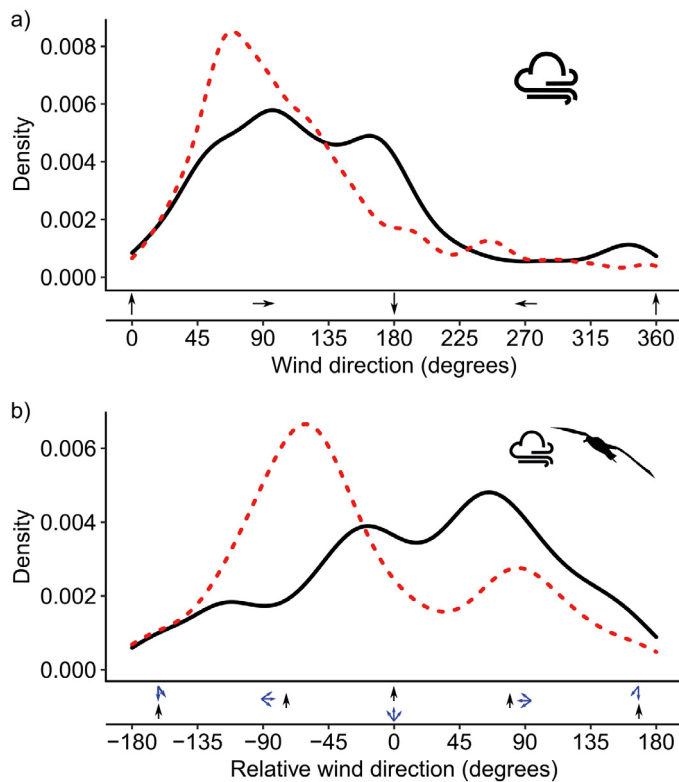 a)
Density
0.008
0.006
0.004
0.002
0.000
0 45 90 135 180 225 270 315 360
Wind direction (degrees)
b)
Density
0.006
0.004
0.002
0.000
−180 −135 −90 −45 0 45 90 135 180
Relative wind direction (degrees)